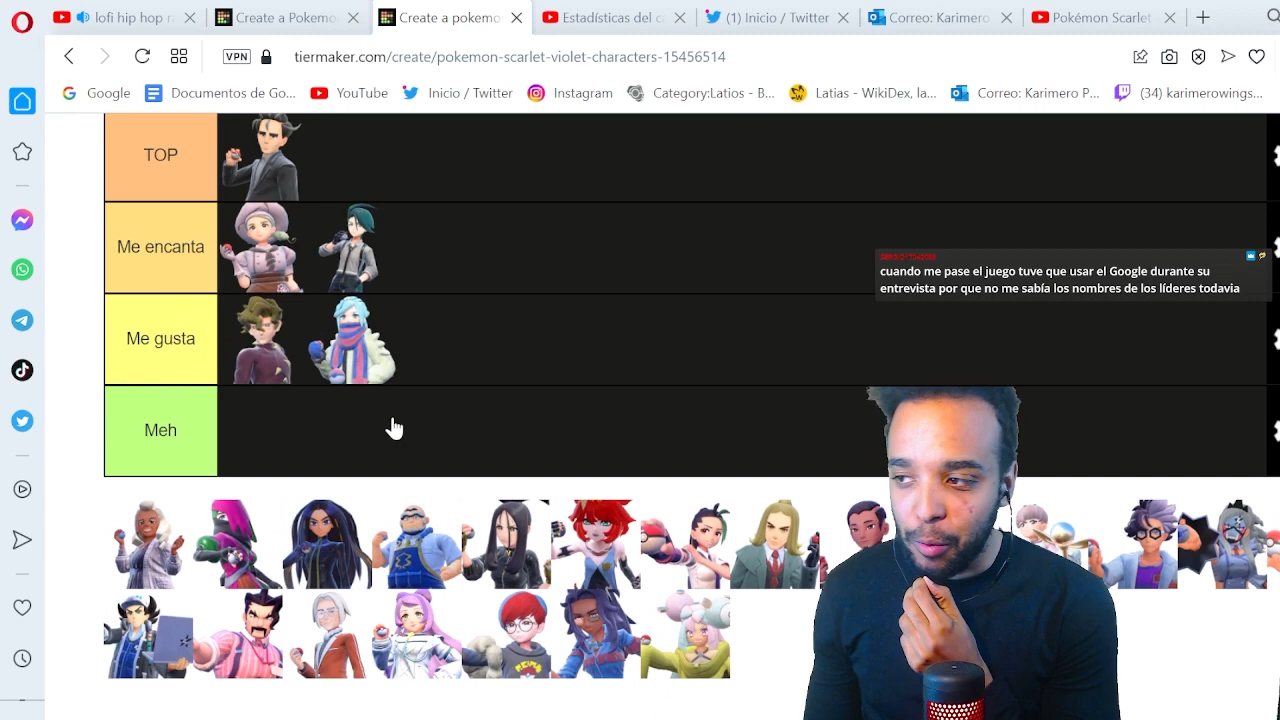 lofi hip hop r
Create a Pokemo
Create a pokemo
Estadísticas de c
(1) Inicio / Twitter
Correo: Karimero
Pokémon Scarlet
VPN
tiermaker.com/create/pokemon-scarlet-violet-characters-15456514
Google
Documentos de Go...
YouTube
Inicio / Twitter
Instagram
Category:Latios - B...
Latias - WikiDex, la...
Correo: Karimero P...
(34) karimerowings...
TOP
Me encanta
cuando me pase el juego tuve que usar el Google durante su
entrevista por que no me sabía los nombres de los líderes todavia
Me gusta
Meh